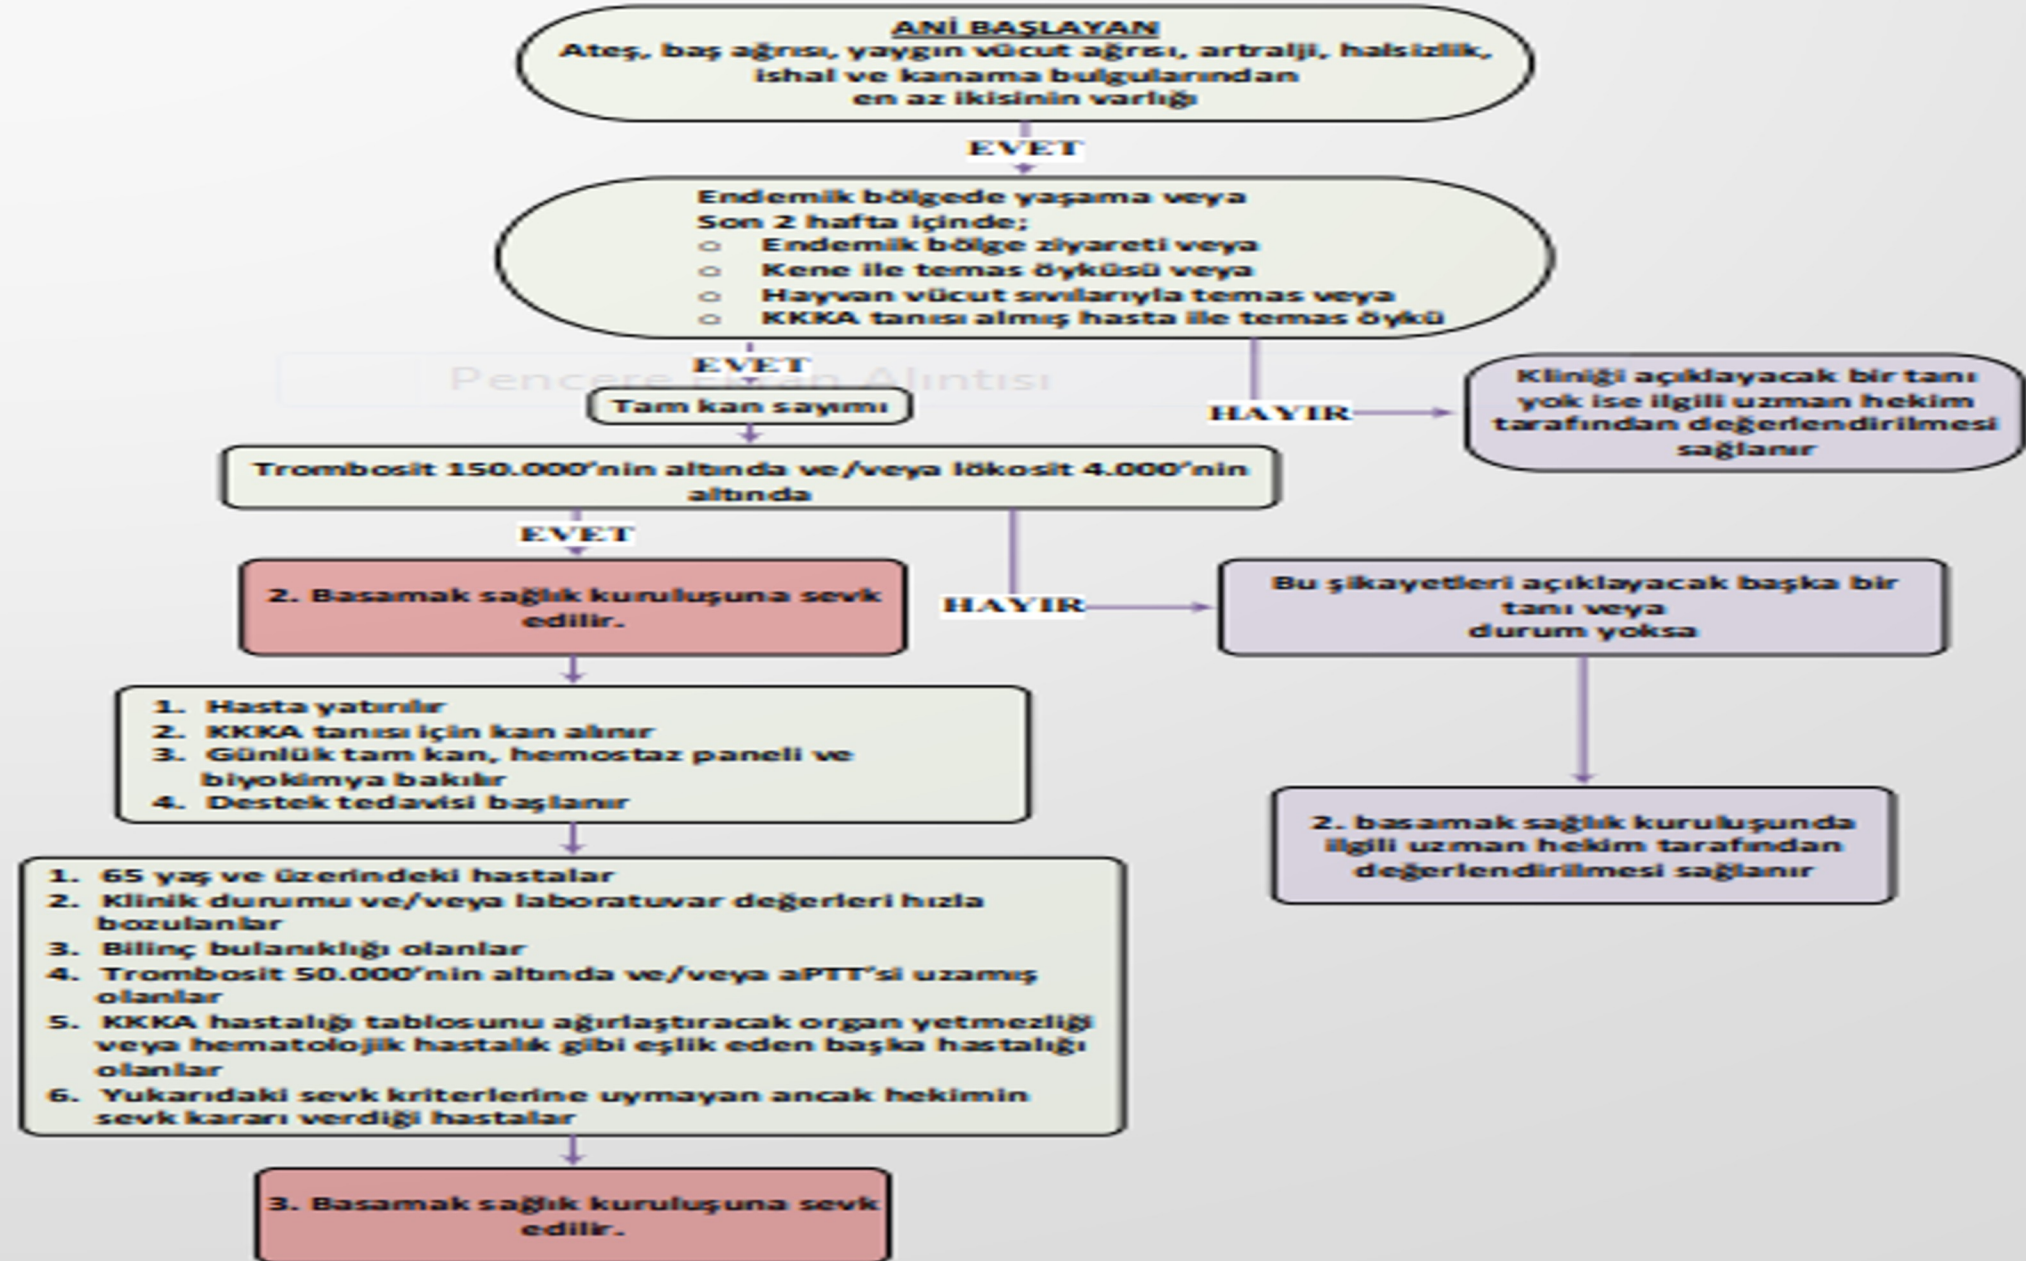 ANİ BAŞLAYAN
Ateş, baş ağrısı, yaygın vücut ağrısı, artralji, halsizlik,
ishal ve kanama bulgularından
en az ikisinin varlığı
EVET
Endemik bölgede yaşama veya
Son 2 hafta içinde;
o Endemik bölge ziyareti veya
o Kene ile temas öyküsü veya
o Hayvan vücut sıvılarıyla temas veya
o KKKA tanısı almış hasta ile temas öykü
EVET
Pencere Ekran Alıntısı
Tam kan sayımı
HAYIR
Kliniği açıklayacak bir tanı
yok ise ilgili uzman hekim
tarafından değerlendirilmesi
sağlanır
Trombosit 150.000’nin altında ve/veya lökosit 4.000’nin
altında
EVET
2. Basamak sağlık kuruluşuna sevk
edilir.
HAYIR
Bu şikayetleri açıklayacak başka bir
tanı veya
durum yoksa
1. Hasta yatırılır
2. KKKA tanısı için kan alınır
3. Günlük tam kan, hemostaz paneli ve
biyokimya bakılır
4. Destek tedavisi başlanır
2. basamak sağlık kuruluşunda
ilgili uzman hekim tarafından
değerlendirilmesi sağlanır
1. 65 yaş ve üzerindeki hastalar
2. Klinik durumu ve/veya laboratuvar değerleri hızla
bozulanlar
3. Bilinç bulanıklığı olanlar
4. Trombosit 50.000’nin altında ve/veya aPTT’si uzamış
olanlar
5. KKKA hastalığı tablosunu ağırlaştıracak organ yetmezliği
veya hematolojik hastalık gibi eşlik eden başka hastalığı
olanlar
6. Yukarıdaki sevk kriterlerine uymayan ancak hekimin
sevk kararı verdiği hastalar
3. Basamak sağlık kuruluşuna sevk
edilir.